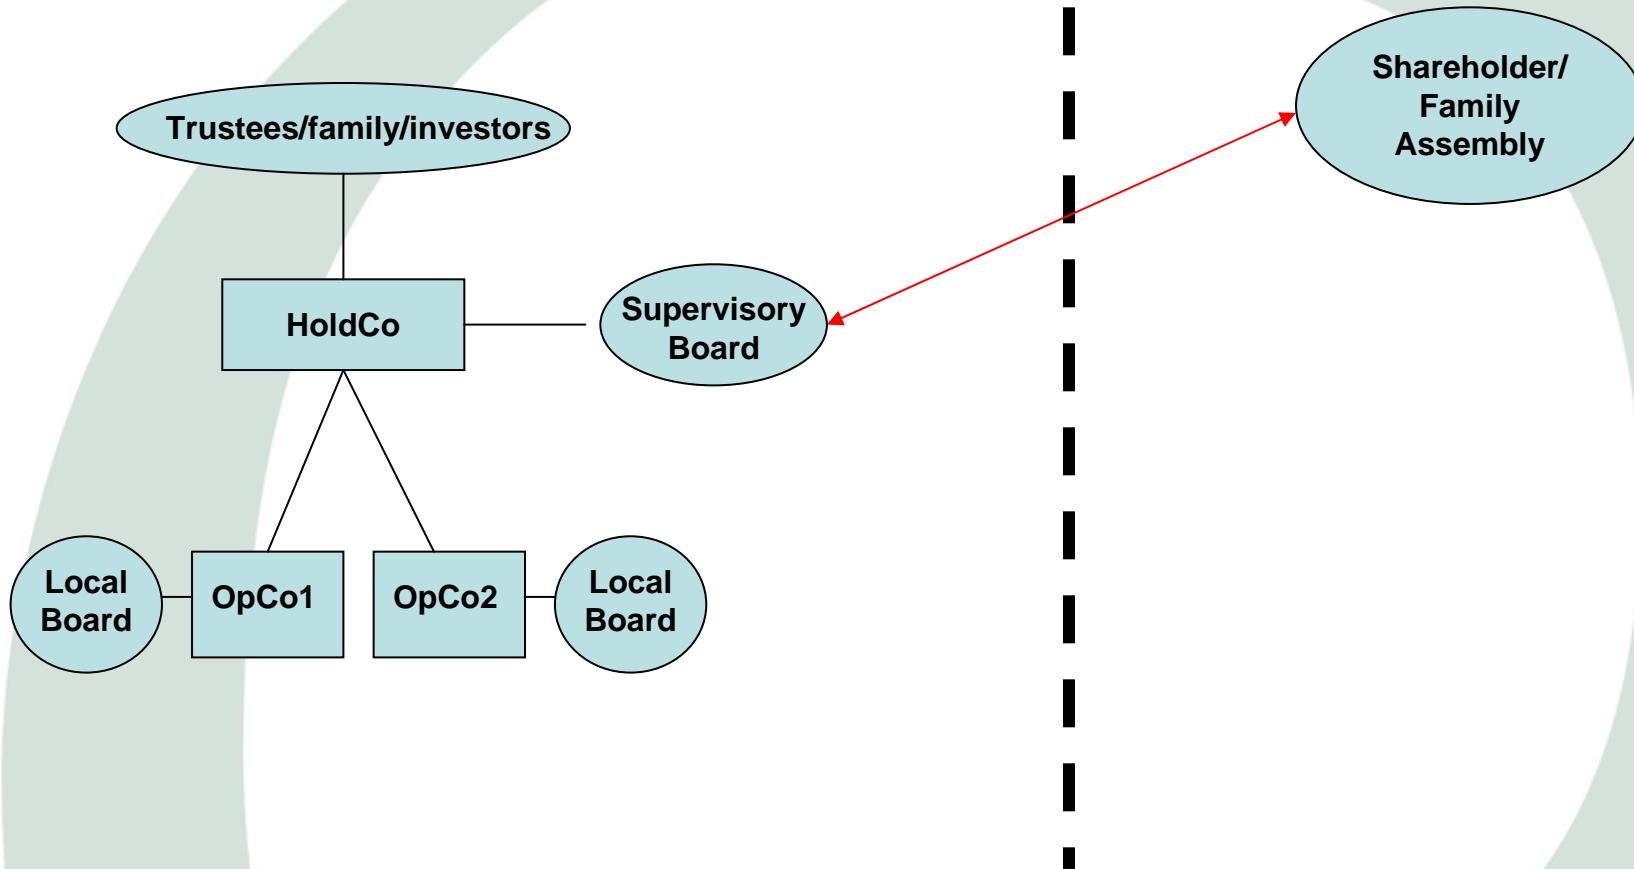 Shareholder/
Family
Assembly
Trustees/family/investors
HoldCo
Supervisory
Board
Local
Board
OpCo1
OpCo2
Local
Board